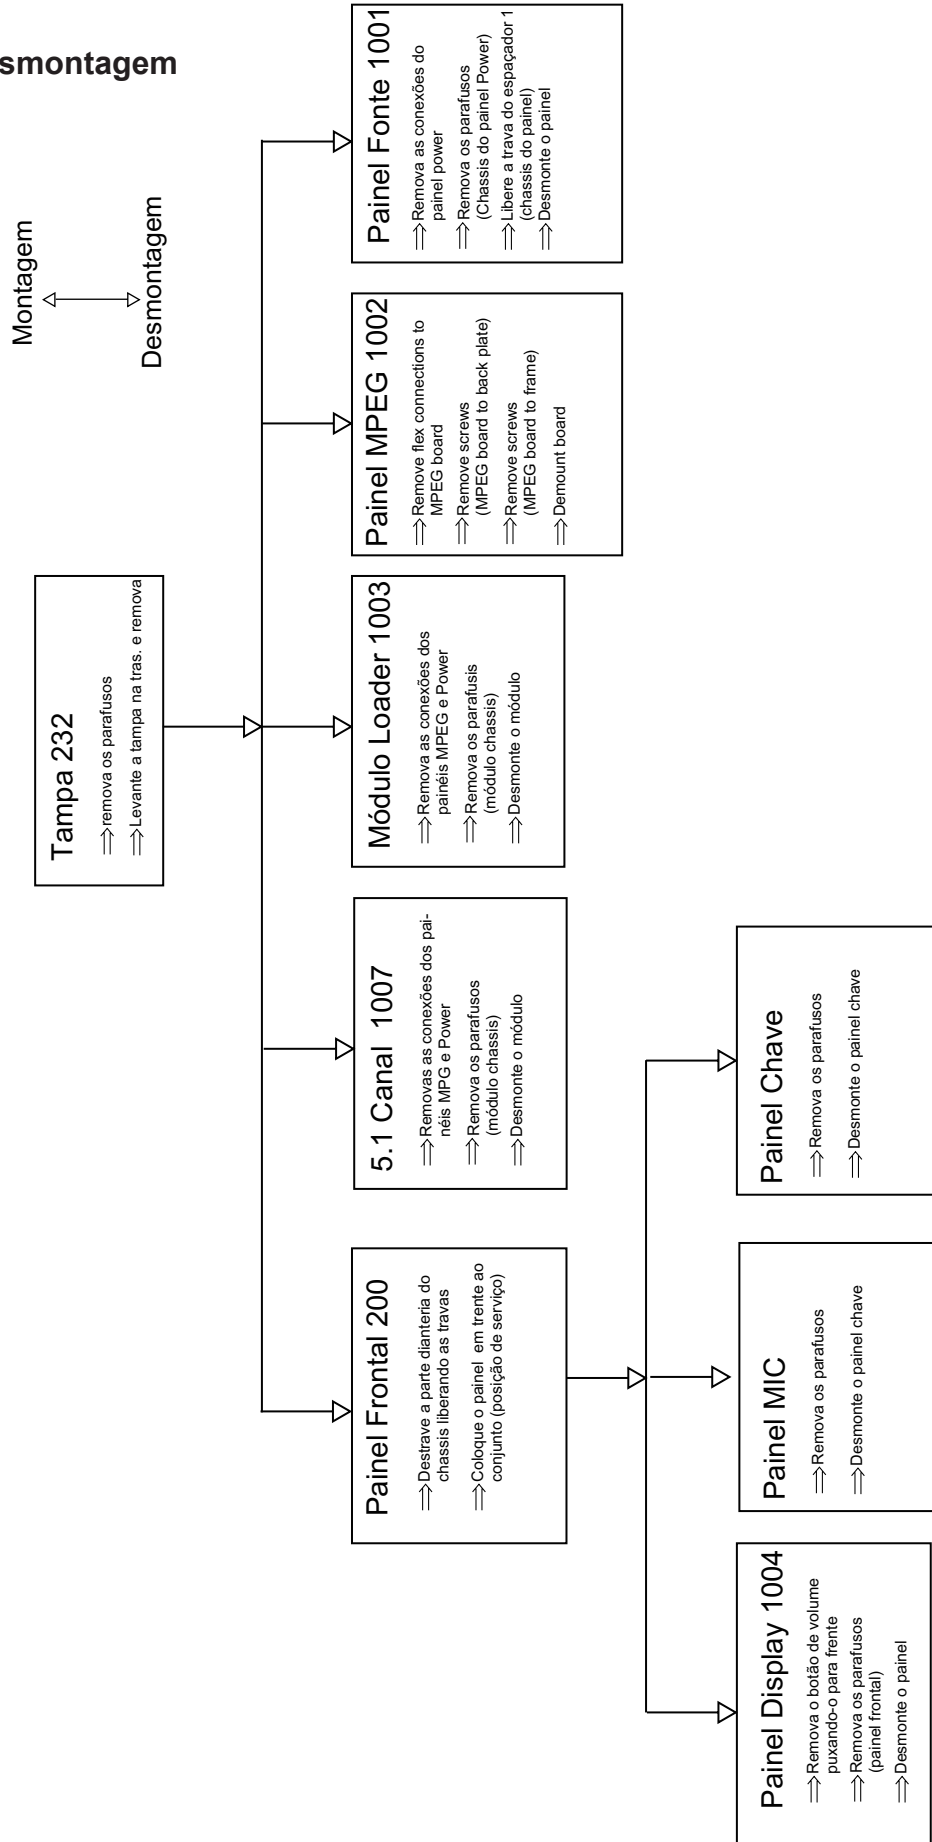 smontagem
Montagem
Desmontagem
Tampa 232
remova os parafusos
Levante a tampa na tras. e remova
Painel Frontal 200
Destrave a parte dianteria do
chassis liberando as travas
Coloque o painel em trente ao
conjunto (posição de serviço)
5.1 Canal 1007
Removas as conexões dos pai-
néis MPG e Power
Remova os parafusos
(módulo chassis)
Desmonte o módulo
Módulo Loader 1003
Remova as conexões dos
painéis MPEG e Power
Remova os parafusis
(módulo chassis)
Desmonte o módulo
Painel MPEG 1002
Remove flex connections to
MPEG board
Remove screws
(MPEG board to back plate)
Remove screws
(MPEG board to frame)
Demount board
Painel Fonte 1001
Remova as conexões do
painel power
Remova os parafusos
(Chassis do painel Power)
Libere a trava do espaçador 1
(chassis do painel)
Desmonte o painel
Painel Display 1004
Remova o botão de volume
puxando-o para frente
Remova os parafusos
(painel frontal)
Desmonte o painel
Painel MIC
Remova os parafusos
Desmonte o painel chave
Painel Chave
Remova os parafusos
Desmonte o painel chave